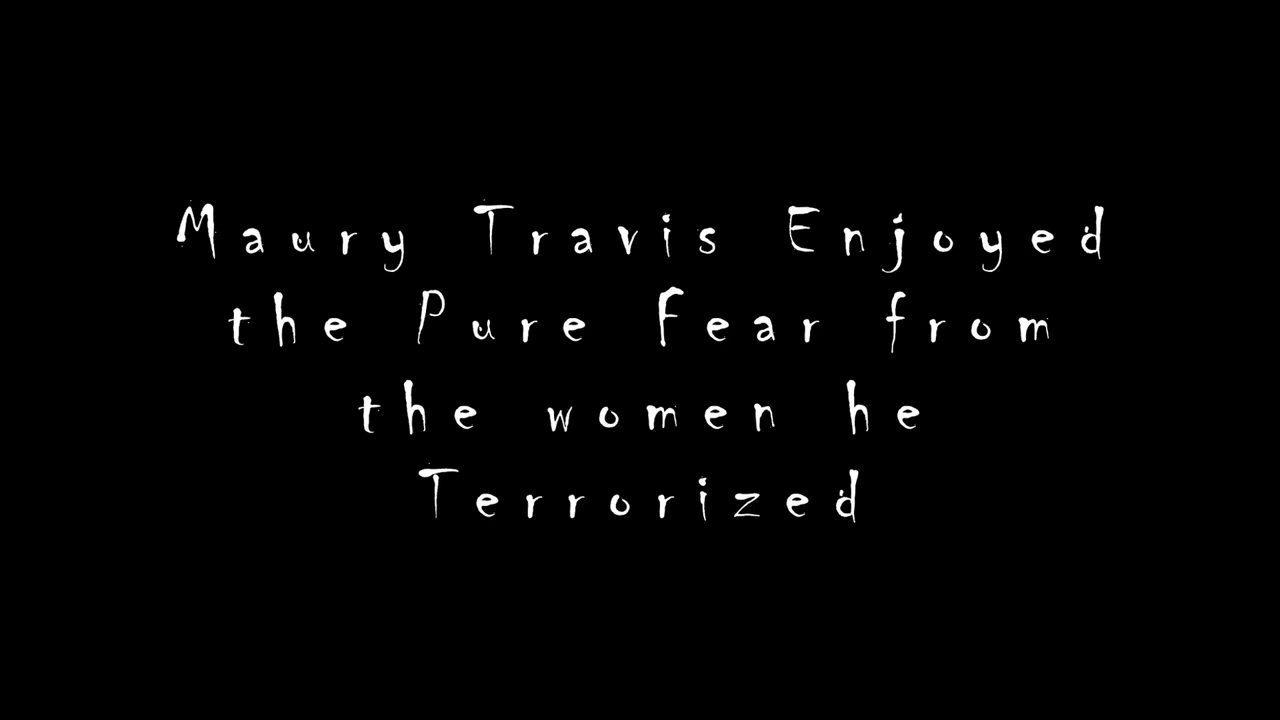 Maury Travis Enjoyed
the Pure Fear from
the women he
Terrorized